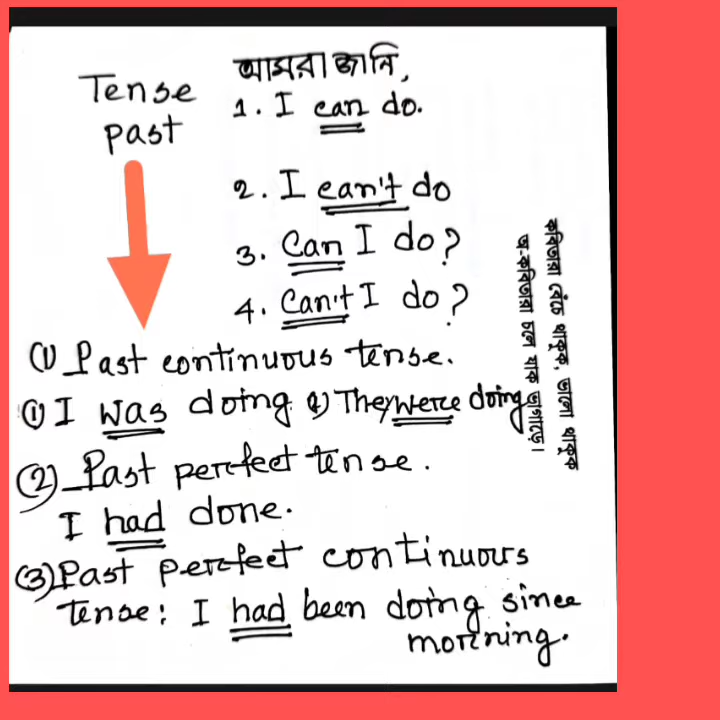 Tense
past
আমরা জানি,
1. I can do.
2. I can't do
3. Can I do?
4. Can't I do?
(1) Past continuous tense.
(1) I was doing (2) They were doing
(2) Past perfect tense.
I had done.
(3) Past perfect continuous
tense: I had been doing since
morning.
কবিতারা বেঁচে থাকুক, ভালো থাকুক
অ-কবিতারা চলে যাক ভাগাড়ে।